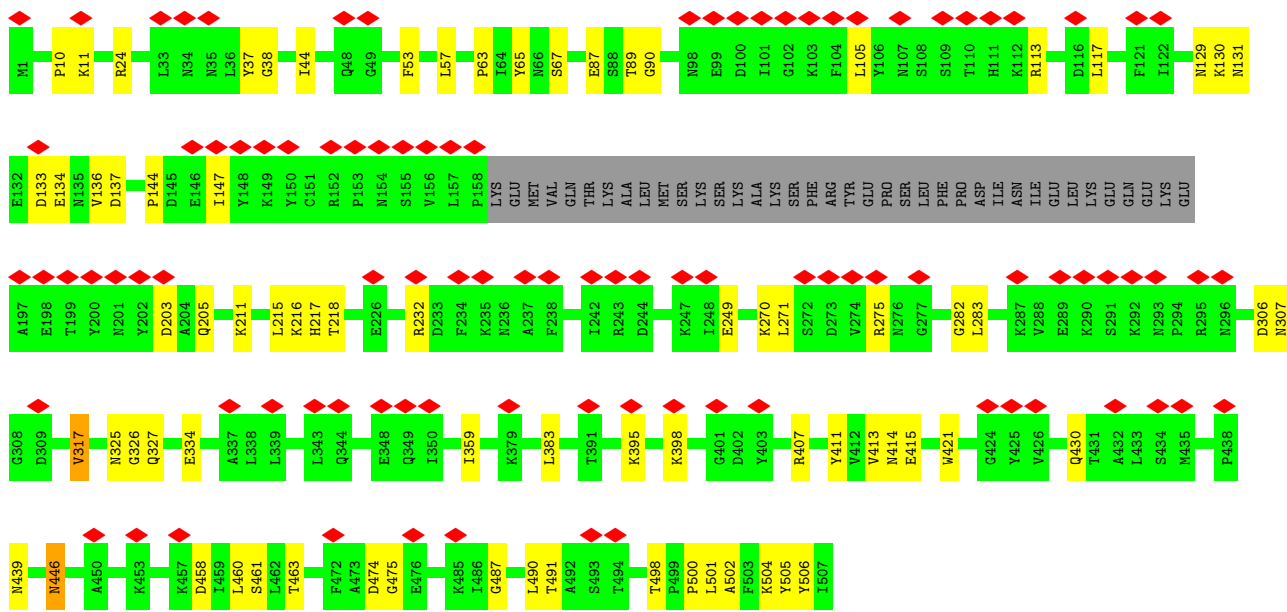 M1 P10 K11 R24 L33 N34 N35 L36 Y37 G38 I44 Q48 G49 F53 L57 P63 I64 Y65 N66 S67 E87 S88 T89 G90 N98 E99 D100 I101 G102 K103 F104 L105 Y106 N107 S108 S109 T110 H111 K112 R113 D116 L117 F121 I122 N129 K130 N131
E132 D133 E134 N135 V136 D137 P144 D145 E146 I147 Y148 K149 Y150 C151 R152 P153 N154 S155 V156 L157 P158 LYS GLU MET VAL GLN THR LYS ALA LEU MET SER LYS SER SER LYS ALA LYS SER PHE ARG TYR GLU PRO SER LEU PHE PRO ASP ILE ASN ILE GLU LEU LYS GLU GLN GLU LYS GLU
A197 E198 T199 Y200 N201 Y202 D203 A204 Q205 K211 L215 K216 H217 T218 E226 R232 D233 F234 K235 N236 A237 F238 I242 R243 D244 K247 I248 E249 K270 L271 S272 D273 V274 R275 N276 G277 G282 L283 K287 V288 E289 K290 S291 K292 N293 P294 R295 N296 D306 N307
G308 D309 V317 N325 G326 Q327 E334 A337 L338 L339 L343 Q344 E348 Q349 I350 I359 K379 L383 T391 K395 K398 G401 D402 Y403 R407 Y411 V412 V413 N414 E415 W421 G424 Y425 V426 Q430 T431 A432 L433 S434 M435 P438
N439 N446 A450 K453 K457 D458 I459 L460 S461 L462 T463 F472 A473 D474 G475 E476 K485 I486 G487 L490 T491 A492 S493 T494 T498 P499 P500 L501 A502 F503 K504 Y505 Y506 I507